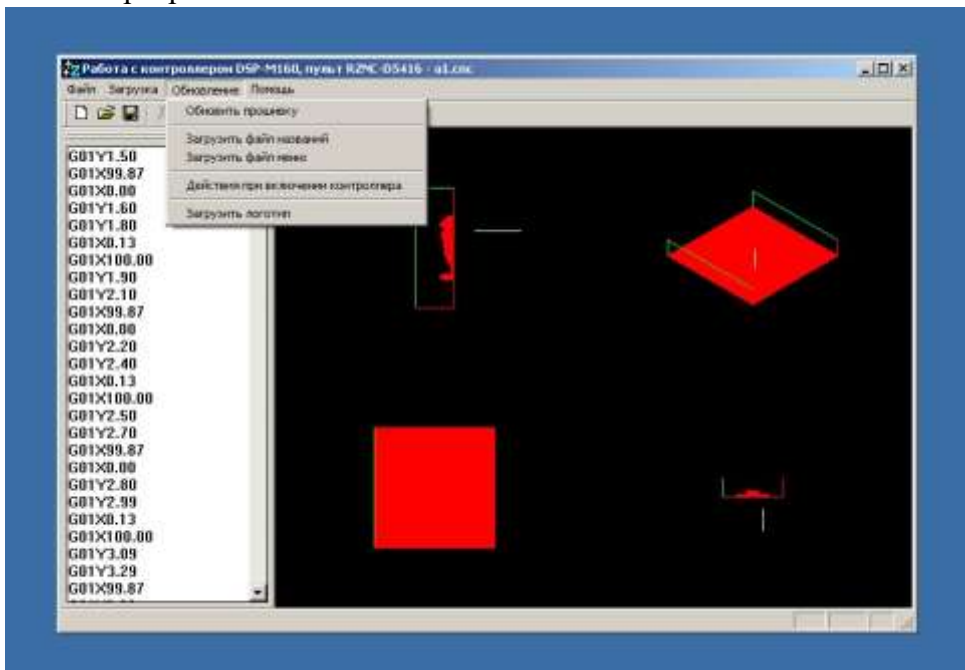 Работа с контроллером DSP-M160, пульт RZNC-05416 - u1.cnc
Файл Загрузка Обновление Помощь
Обновить прошивку
Загрузить файл названий
Загрузить файл меню
Действия при включении контроллера
Загрузить логотип
G01Y1.50
G01X99.87
G01X0.00
G01Y1.60
G01Y1.80
G01X0.13
G01X100.00
G01Y1.90
G01Y2.10
G01X99.87
G01X0.00
G01Y2.20
G01Y2.40
G01X0.13
G01X100.00
G01Y2.50
G01Y2.70
G01X99.87
G01X0.00
G01Y2.80
G01Y2.99
G01X0.13
G01X100.00
G01Y3.09
G01Y3.29
G01X99.87